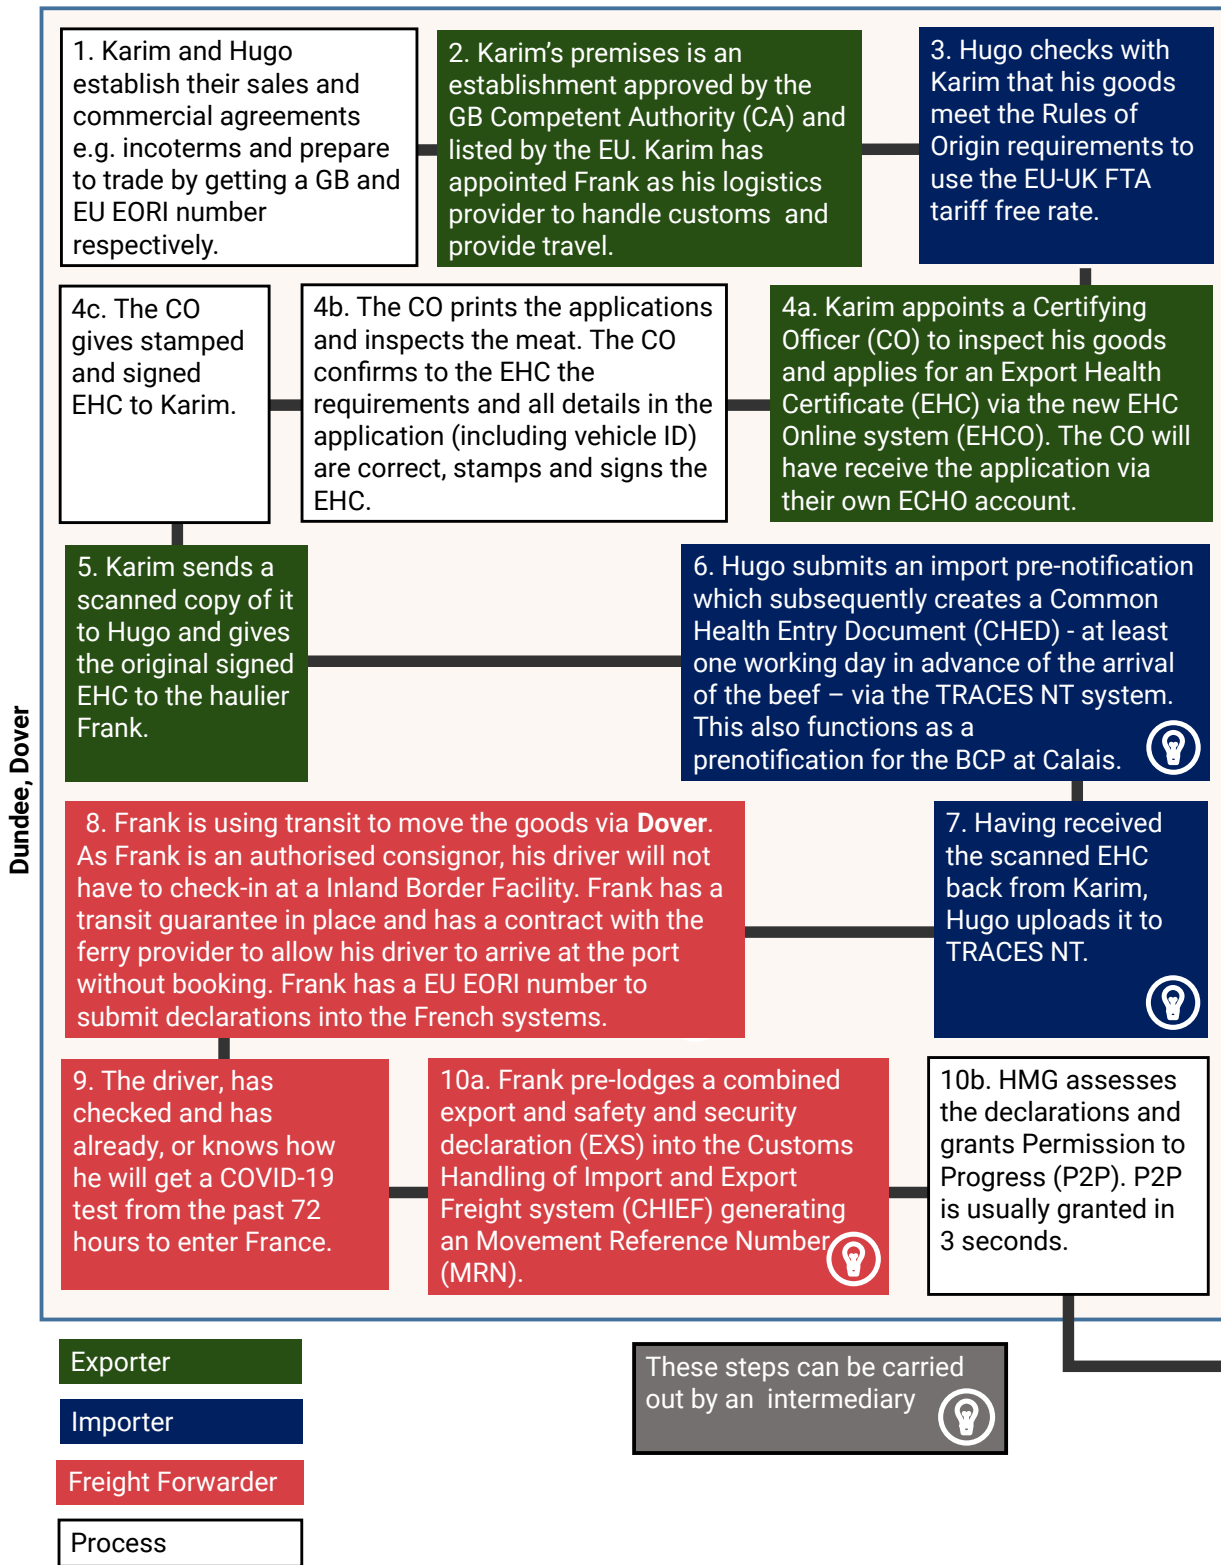 1. Karim and Hugo
establish their sales and
commercial agreements
e.g. incoterms and prepare
to trade by getting a GB and
EU EORI number
respectively.
2. Karim's premises is an
establishment approved by the
GB Competent Authority (CA) and
listed by the EU. Karim has
appointed Frank as his logistics
provider to handle customs and
provide travel.
3. Hugo checks with
Karim that his goods
meet the Rules of
Origin requirements to
use the EU-UK FTA
tariff free rate.
4c. The CO
gives stamped
and signed
EHC to Karim.
4b. The CO prints the applications
and inspects the meat. The CO
confirms to the EHC the
requirements and all details in the
application (including vehicle ID)
are correct, stamps and signs the
EHC.
4a. Karim appoints a Certifying
Officer (CO) to inspect his goods
and applies for an Export Health
Certificate (EHC) via the new EHC
Online system (EHCO). The CO will
have receive the application via
their own ECHO account.
5. Karim sends a
scanned copy of it
to Hugo and gives
the original signed
EHC to the haulier
Frank.
6. Hugo submits an import pre-notification
which subsequently creates a Common
Health Entry Document (CHED) - at least
one working day in advance of the arrival
of the beef – via the TRACES NT system.
This also functions as a
prenotification for the BCP at Calais.
Dundee, Dover
8. Frank is using transit to move the goods via Dover.
As Frank is an authorised consignor, his driver will not
have to check-in at a Inland Border Facility. Frank has a
transit guarantee in place and has a contract with the
ferry provider to allow his driver to arrive at the port
without booking. Frank has a EU EORI number to
submit declarations into the French systems.
7. Having received
the scanned EHC
back from Karim,
Hugo uploads it to
TRACES NT.
9. The driver, has
checked and has
already, or knows how
he will get a COVID-19
test from the past 72
hours to enter France.
10a. Frank pre-lodges a combined
export and safety and security
declaration (EXS) into the Customs
Handling of Import and Export
Freight system (CHIEF) generating
an Movement Reference Number
(MRN).
10b. HMG assesses
the declarations and
grants Permission to
Progress (P2P). P2P
is usually granted in
3 seconds.
Exporter
Importer
Freight Forwarder
Process
These steps can be carried
out by an intermediary